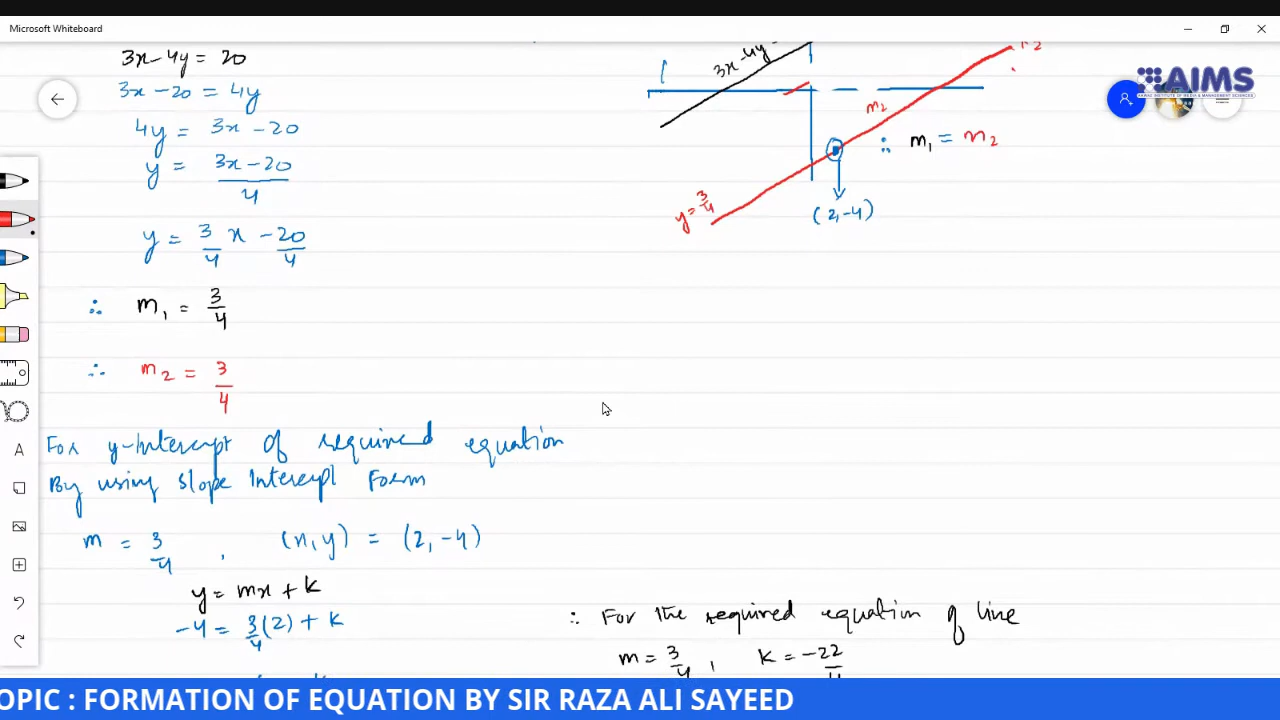 Microsoft Whiteboard
AIMS
3x-4y = 20
3x-20 = 4y
4y = 3x-20
y = 3x-20/4
y = 3/4 x - 20/4
∴ m1 = 3/4
∴ m2 = 3/4
For y-Intercept of required equation
By using Slope Intercept Form
m = 3/4 , (x,y) = (2,-4)
y = mx + k
-4 = 3/4(2) + k
3x-4y
m2
∴ m1 = m2
y = 3/4
(2,-4)
∴ For the required equation of line
m = 3/4 , k = -22/4
OPIC : FORMATION OF EQUATION BY SIR RAZA ALI SAYEED